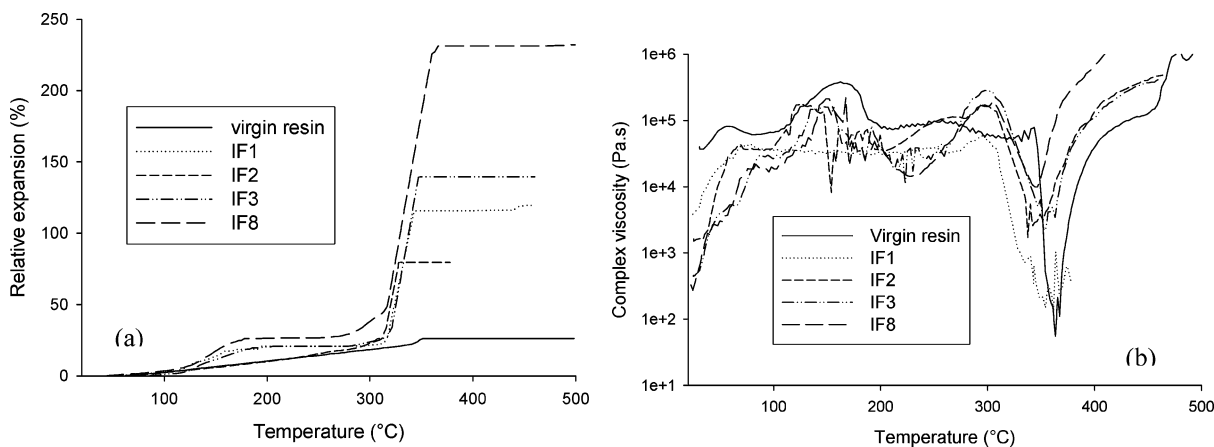 250
200
150
100
50
0
Relative expansion (%)
virgin resin
IF1
IF2
IF3
IF8
(a)
100
200
300
400
500
Temperature (°C)
1e+6
1e+5
1e+4
1e+3
1e+2
1e+1
Complex viscosity (Pa.s)
Virgin resin
IF1
IF2
IF3
IF8
(b)
100
200
300
400
500
Temperature (°C)